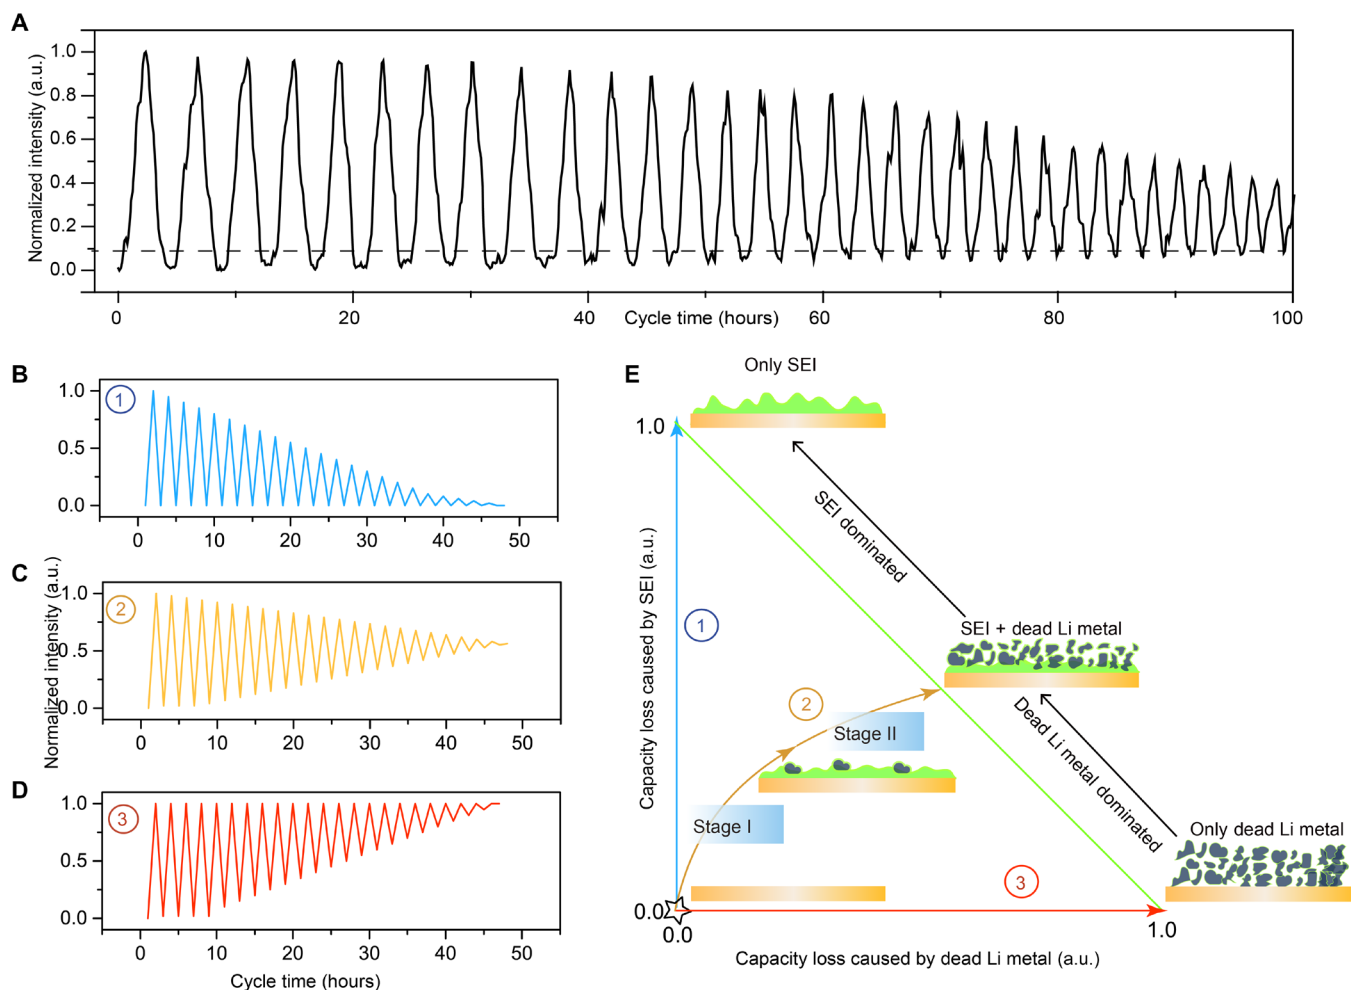 A
Normalized intensity (a.u.)
1.0
0.8
0.6
0.4
0.2
0.0
0
20
40
60
80
100
Cycle time (hours)
B
1
1.0
0.5
0.0
0
10
20
30
40
50
C
2
Normalized intensity (a.u.)
1.0
0.5
0.0
0
10
20
30
40
50
D
3
1.0
0.5
0.0
0
10
20
30
40
50
Cycle time (hours)
E
Only SEI
1.0
SEI dominated
Capacity loss caused by SEI (a.u.)
1
SEI + dead Li metal
2
Stage II
Dead Li metal dominated
Stage I
Only dead Li metal
3
0.0
0.0
1.0
Capacity loss caused by dead Li metal (a.u.)